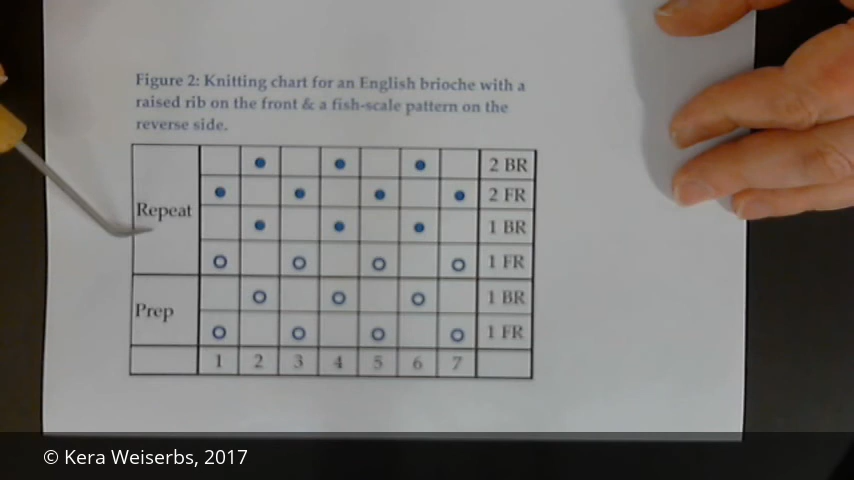 Figure 2: Knitting chart for an English brioche with a
raised rib on the front & a fish-scale pattern on the
reverse side.
2 BR
2 FR
Repeat
1 BR
1 FR
1 BR
Prep
1 FR
1 2 3 4 5 6 7
© Kera Weiserbs, 2017